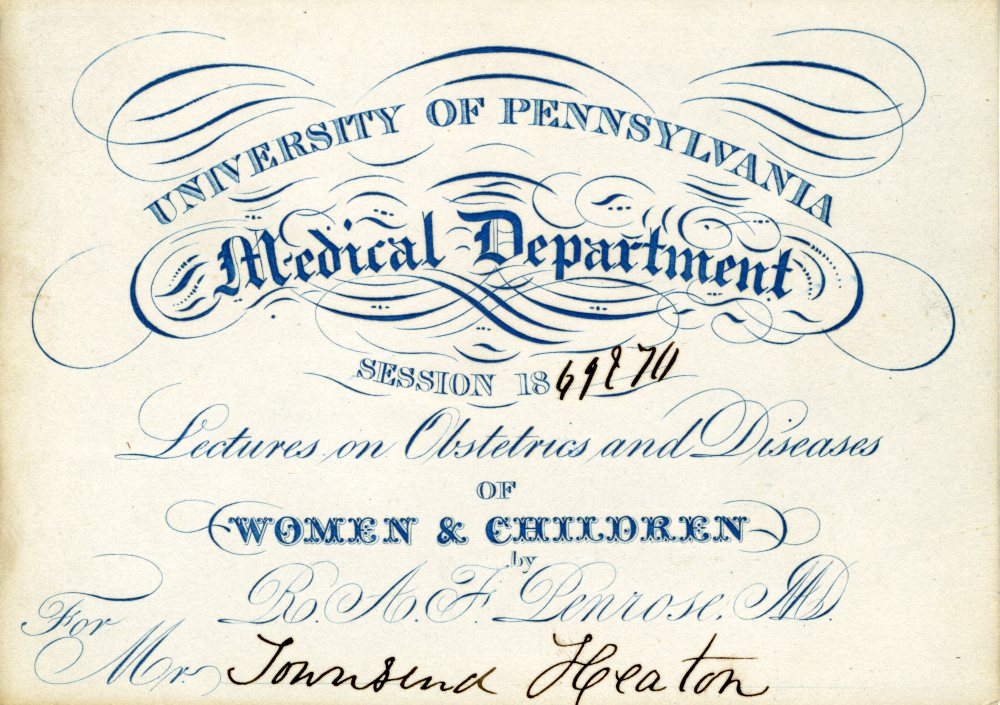 UNIVERSITY OF PENNSYLVANIA
Medical Department
SESSION 1869 & 70
Lectures on Obstetrics and Diseases
OF
WOMEN & CHILDREN
by
R. A. F. Penrose, M.D.
For
Mr. Townsend Heaton